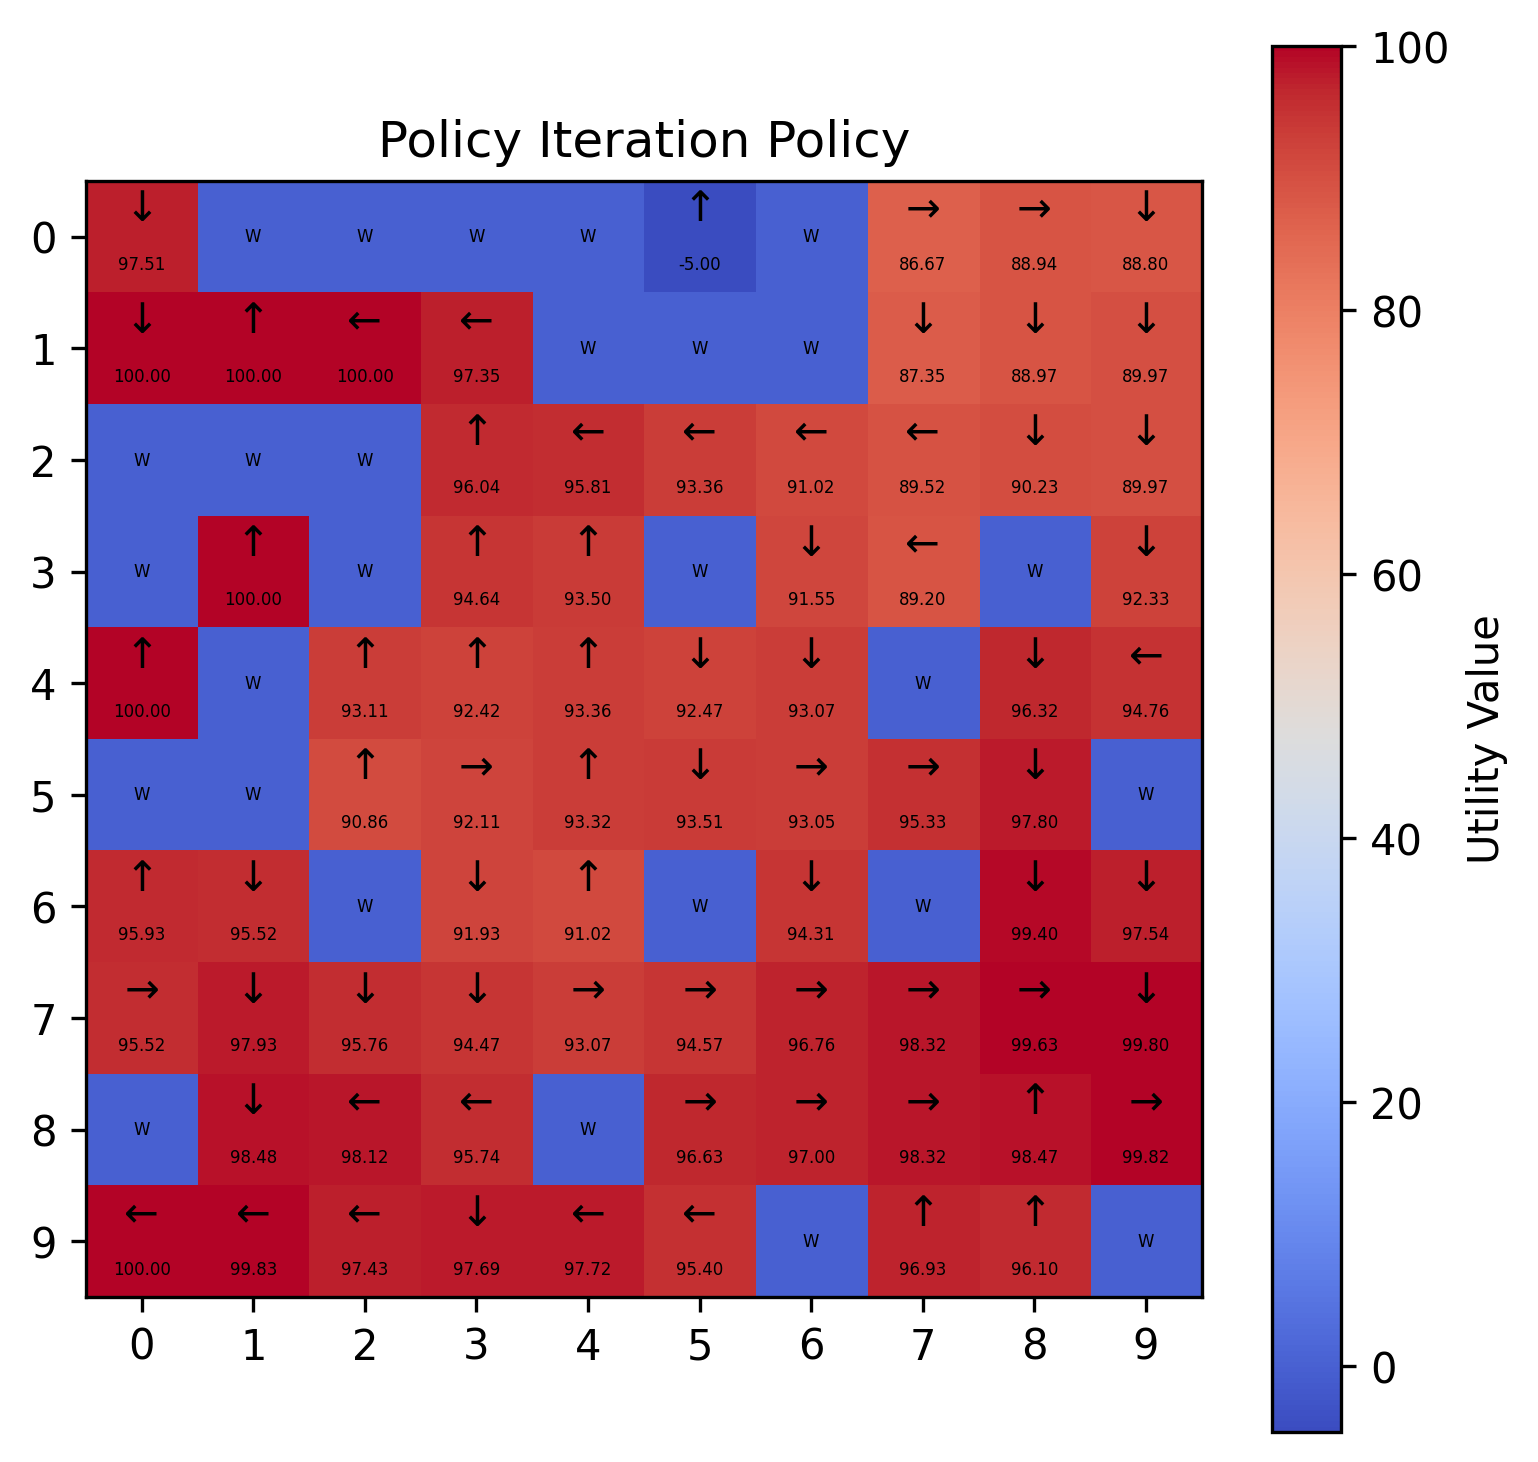 Policy Iteration Policy
100
80
60
40
20
0
Utility Value
0 ↓ W W W W ↑ W → → ↓
97.51 -5.00 86.67 88.94 88.80
1 ↓ ↑ ← ← W W W ↓ ↓ ↓
100.00 100.00 100.00 97.35 87.35 88.97 89.97
2 W W W ↑ ← ← ← ← ↓ ↓
96.04 95.81 93.36 91.02 89.52 90.23 89.97
3 W ↑ W ↑ ↑ W ↓ ← W ↓
100.00 94.64 93.50 91.55 89.20 92.33
4 ↑ W ↑ ↑ ↑ ↓ ↓ W ↓ ←
100.00 93.11 92.42 93.36 92.47 93.07 96.32 94.76
5 W W ↑ → ↑ ↓ → → ↓ W
90.86 92.11 93.32 93.51 93.05 95.33 97.80
6 ↑ ↓ W ↓ ↑ W ↓ W ↓ ↓
95.93 95.52 91.93 91.02 94.31 99.40 97.54
7 → ↓ ↓ ↓ → → → → → ↓
95.52 97.93 95.76 94.47 93.07 94.57 96.76 98.32 99.63 99.80
8 W ↓ ← ← W → → → ↑ →
98.48 98.12 95.74 96.63 97.00 98.32 98.47 99.82
9 ← ← ← ↓ ← ← W ↑ ↑ W
100.00 99.83 97.43 97.69 97.72 95.40 96.93 96.10
0 1 2 3 4 5 6 7 8 9